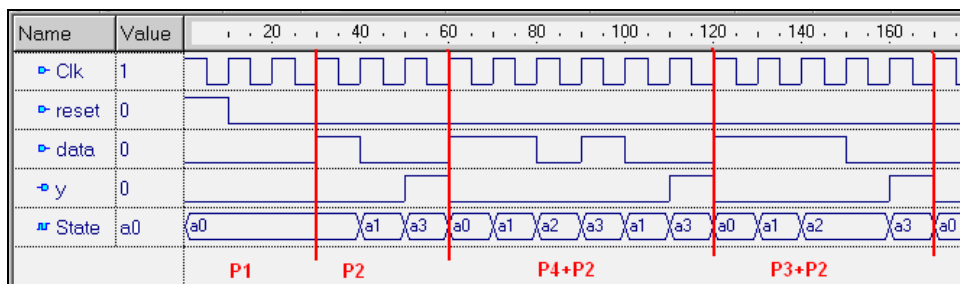 Name Value 20 40 60 80 100 120 140 160
Clk 1
reset 0
data 0
y 0
State a0 a0 a1 a3 a0 a1 a2 a3 a1 a3 a0 a1 a2 a3 a0
P1 P2 P4+P2 P3+P2